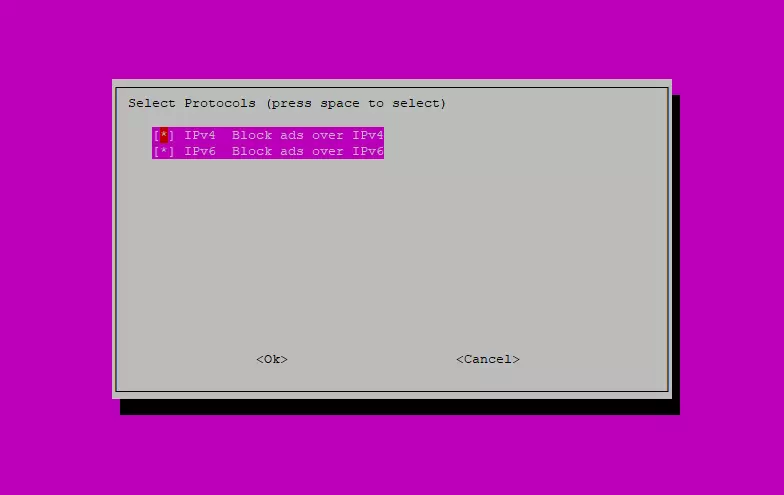 Select Protocols (press space to select)
[*] IPv4  Block ads over IPv4
[*] IPv6  Block ads over IPv6
<Ok> <Cancel>